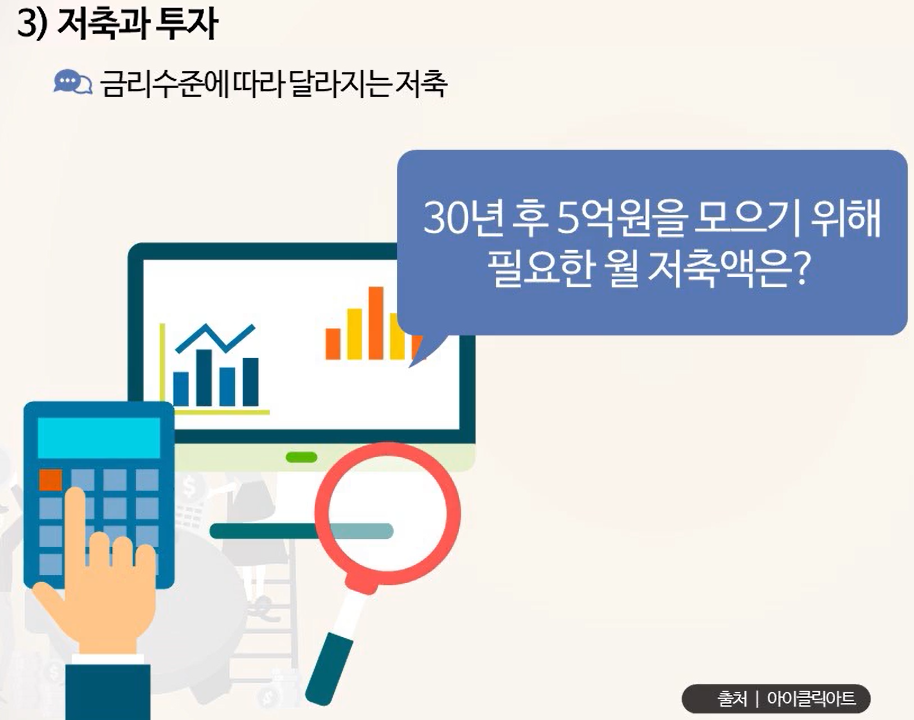 3) 저축과 투자
금리수준에 따라 달라지는 저축
30년 후 5억원을 모으기 위해
필요한 월 저축액은?
출처 | 아이클릭아트